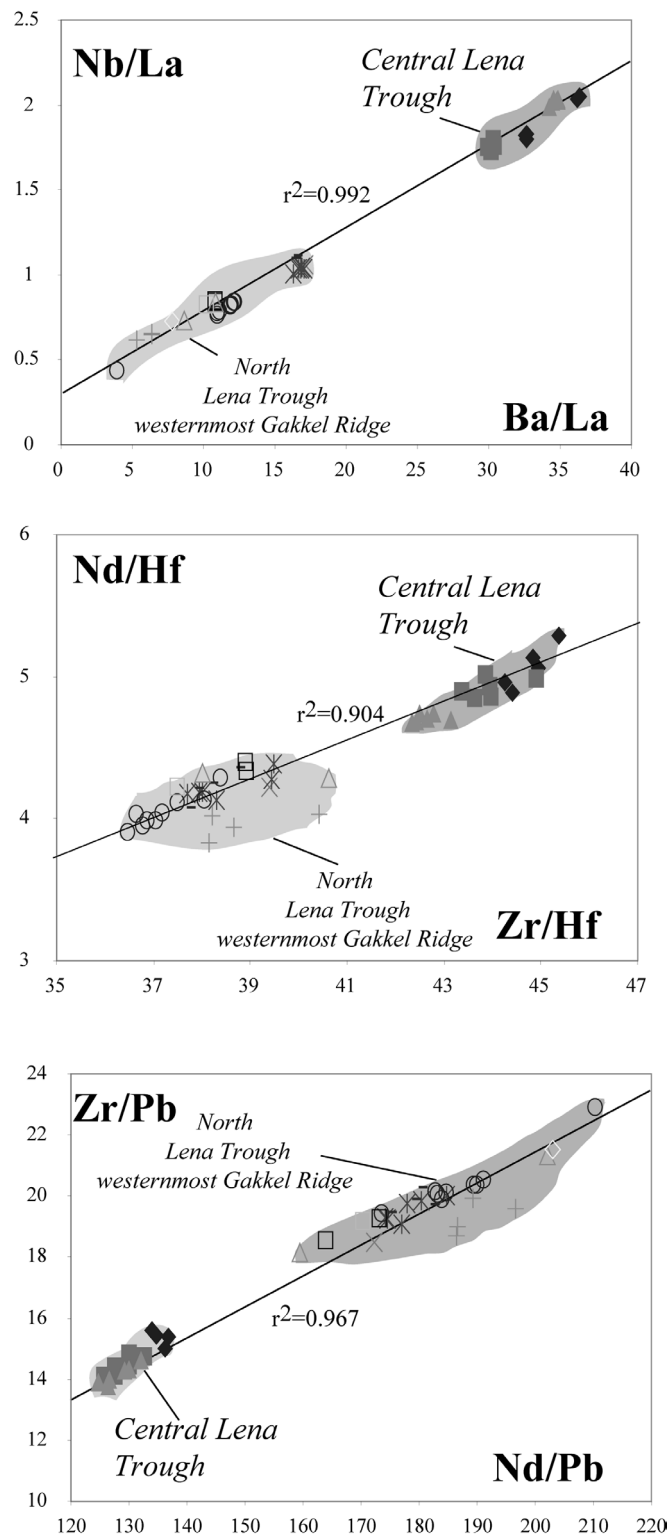 2.5
Nb/La
Central Lena
Trough
2
r2=0.992
1.5
1
0.5
North
Lena Trough
westernmost Gakkel Ridge
Ba/La
0
0 5 10 15 20 25 30 35 40
6
Nd/Hf
Central Lena
Trough
5
r2=0.904
4
North
Lena Trough
westernmost Gakkel Ridge
Zr/Hf
3
35 37 39 41 43 45 47
24
Zr/Pb
North
Lena Trough
westernmost Gakkel Ridge
22
20
18
r2=0.967
16
14
Central Lena
Trough
12
Nd/Pb
10
120 130 140 150 160 170 180 190 200 210 220